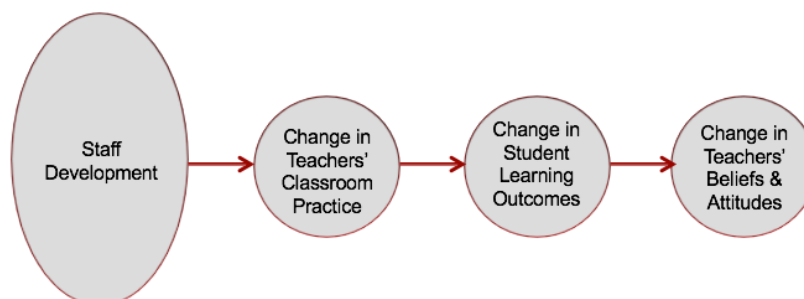 Staff
Development
Change in
Teachers'
Classroom
Practice
Change in
Student
Learning
Outcomes
Change in
Teachers'
Beliefs &
Attitudes